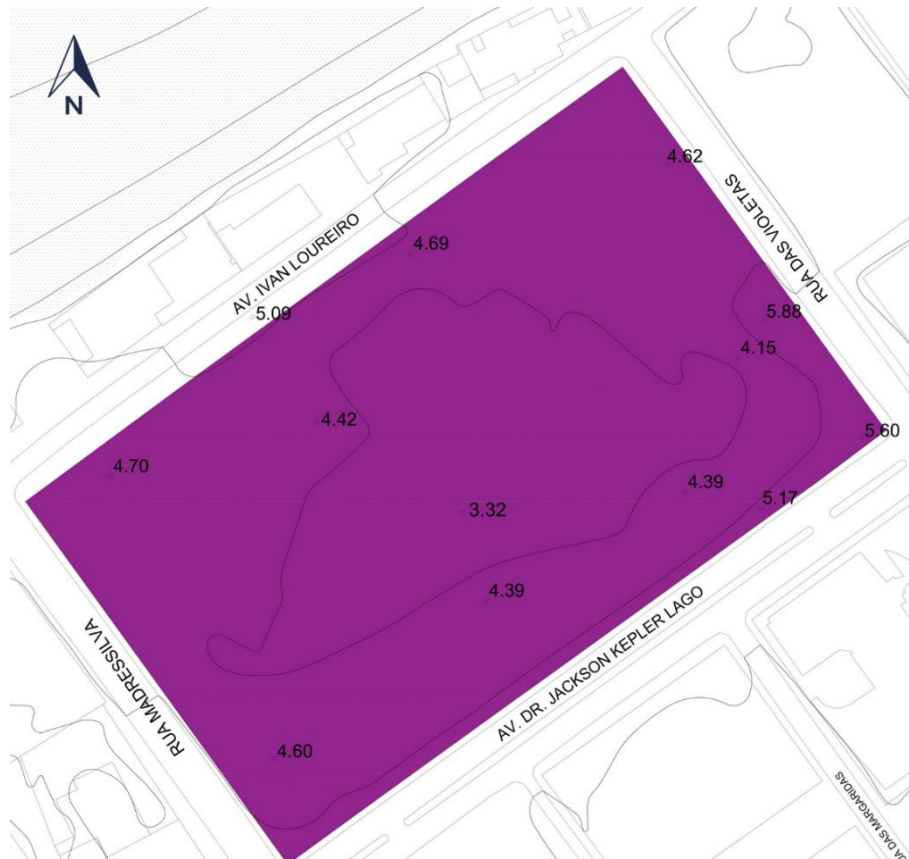 N
4.62
RUA DAS VIOLETAS
4.69
AV. IVAN LOUREIRO
5.09
5.88
4.15
4.42
5.60
4.70
4.39
5.17
3.32
4.39
AV. DR. JACKSON KEPLER LAGO
RUA MADRESSILVA
4.60
DAS MARGARIDAS